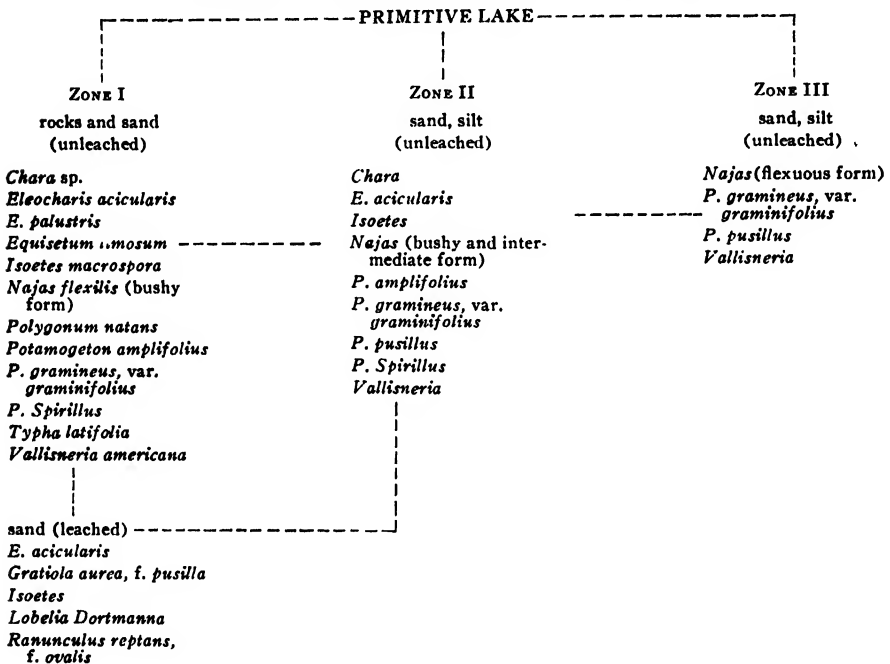 PRIMITIVE LAKE
ZONE I
rocks and sand
(unleached)
Chara sp.
Eleocharis acicularis
E. palustris
Equisetum
Isoetes macrospora
Najas flexilis (bushy
form)
Polygonum natans
Potamogeton amplifolius
P. gramineus, var.
graminifolius
P. Spirillus
Typha latifolia
Vallisneria americana
sand (leached)
E. acicularis
Gratiola aurea, f. pusilla
Isoetes
Lobelia Dortmanna
Ranunculus reptans,
f. ovalis
ZONE II
sand, silt
(unleached)
Chara
E. acicularis
Isoetes
Najas (bushy and inter-
mediate form)
P. amplifolius
P. gramineus, var.
graminifolius
P. pusillus
P. Spirillus
Vallisneria
ZONE III
sand, silt
(unleached)
Najas (flexuous form)
P. gramineus, var.
graminifolius
P. pusillus
Vallisneria